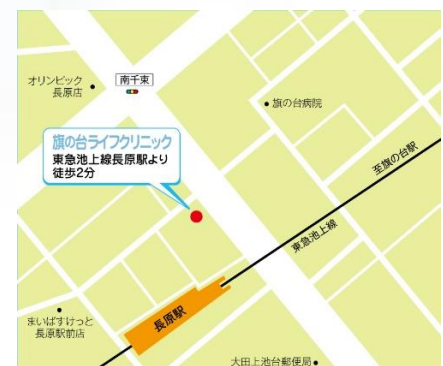 オリンピック
長原店
南千束
旗の台病院
旗の台ライフクリニック
東急池上線長原駅より
徒歩2分
至旗の台駅
東急池上線
長原駅
まいばすけっと
長原駅前店
大田上池台郵便局